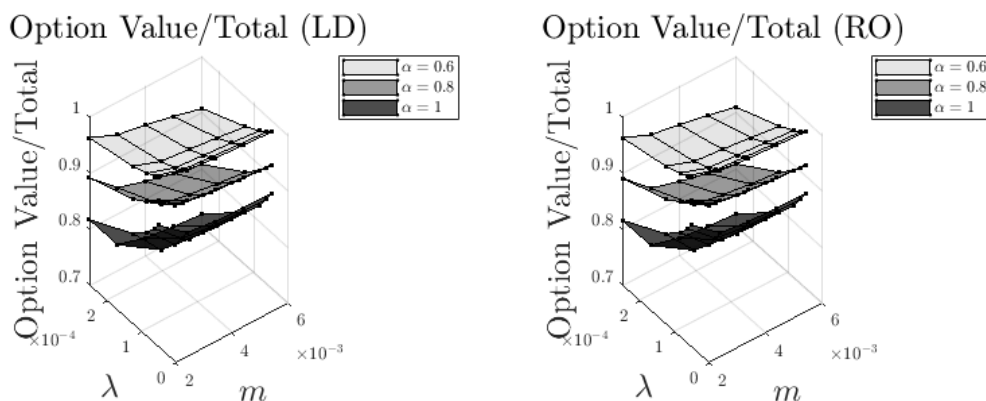 Option Value/Total (LD)
Option Value/Total
1
0.9
0.8
0.7
2
1
0
×10⁻⁴
λ
2
4
6
×10⁻³
m
α = 0.6
α = 0.8
α = 1
Option Value/Total (RO)
Option Value/Total
1
0.9
0.8
0.7
2
1
0
×10⁻⁴
λ
2
4
6
×10⁻³
m
α = 0.6
α = 0.8
α = 1